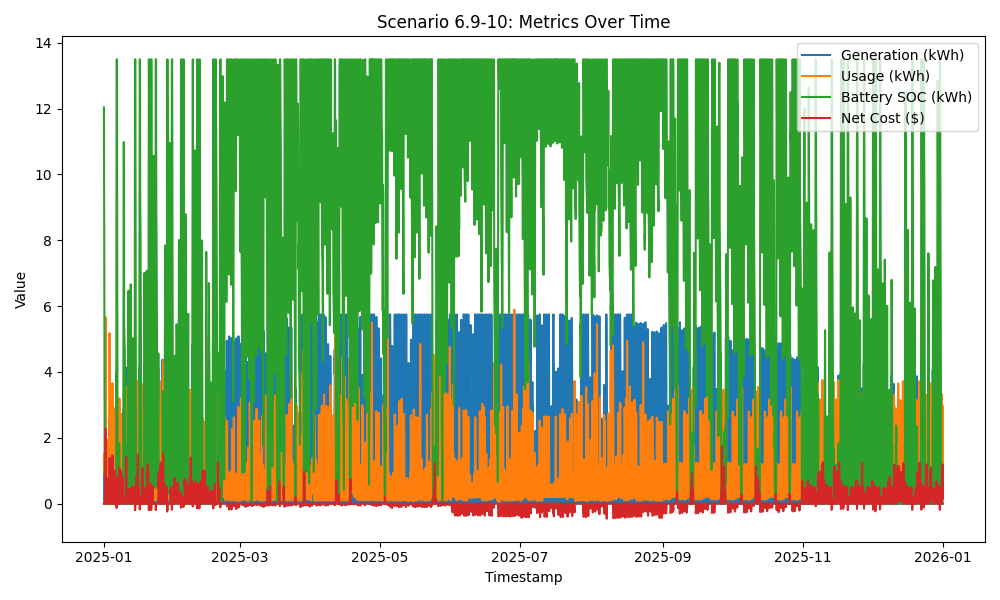 Scenario 6.9-10: Metrics Over Time
Generation (kWh)
Usage (kWh)
Battery SOC (kWh)
Net Cost ($)
Value
14
12
10
8
6
4
2
0
2025-01
2025-03
2025-05
2025-07
2025-09
2025-11
2026-01
Timestamp